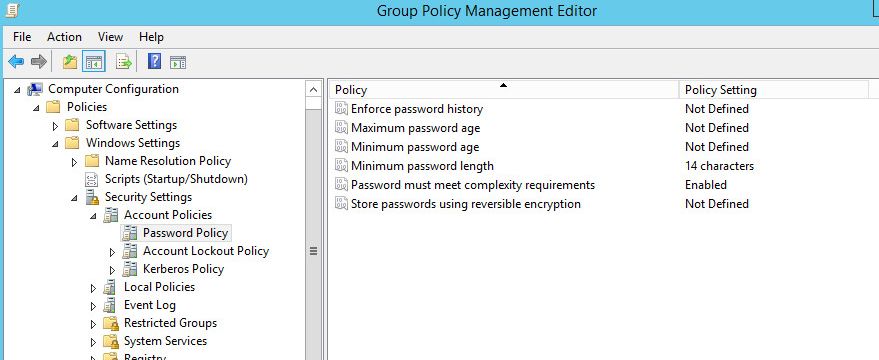 Group Policy Management Editor
File Action View Help
Computer Configuration
Policies
Software Settings
Windows Settings
Name Resolution Policy
Scripts (Startup/Shutdown)
Security Settings
Account Policies
Password Policy
Account Lockout Policy
Kerberos Policy
Local Policies
Event Log
Restricted Groups
System Services
Registry
Policy Policy Setting
Enforce password history Not Defined
Maximum password age Not Defined
Minimum password age Not Defined
Minimum password length 14 characters
Password must meet complexity requirements Enabled
Store passwords using reversible encryption Not Defined